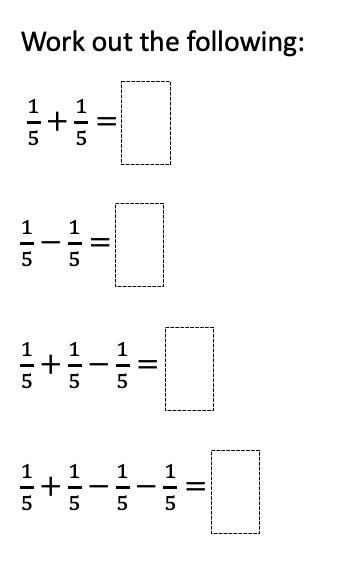 Work out the following:
1/5 + 1/5 =
1/5 − 1/5 =
1/5 + 1/5 − 1/5 =
1/5 + 1/5 − 1/5 − 1/5 =